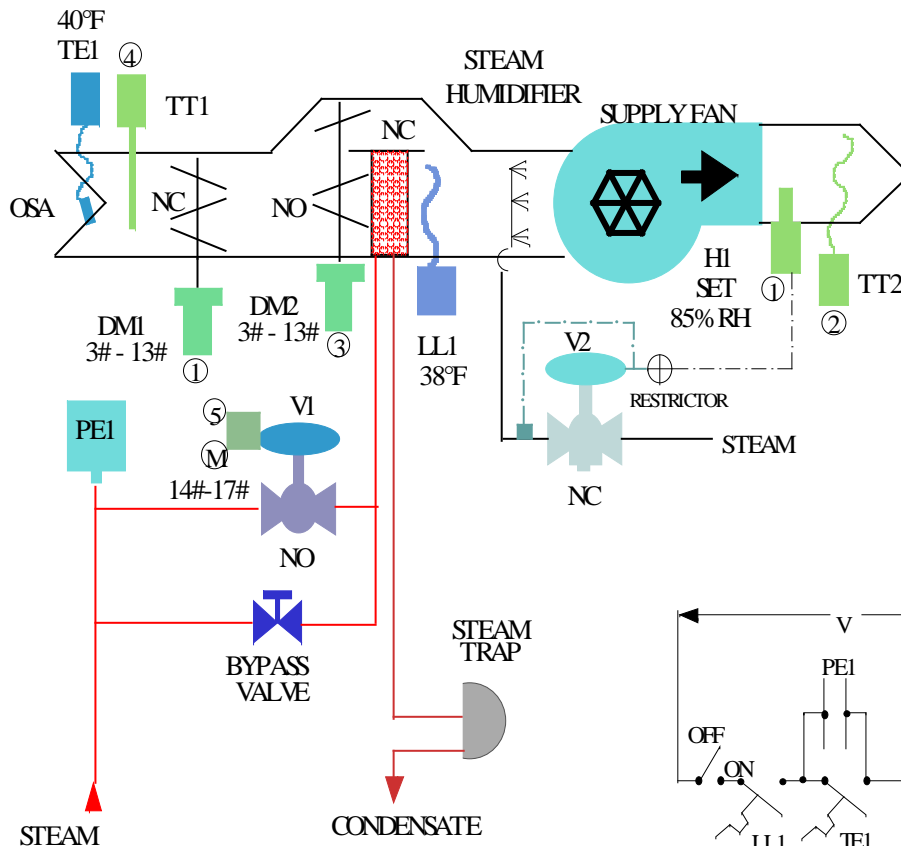 40°F
TE1
④
TT1
STEAM
HUMIDIFIER
SUPPLY FAN
NC
NC
NO
OSA
H1
SET
85% RH
①
TT2
②
DM1
3# - 13#
①
DM2
3# - 13#
③
LL1
38°F
V2
RESTRICTOR
STEAM
NC
PE1
⑤
V1
Ⓜ
14#-17#
NO
BYPASS
VALVE
STEAM
TRAP
V
PE1
OFF
ON
LL1
TE1
STEAM
CONDENSATE